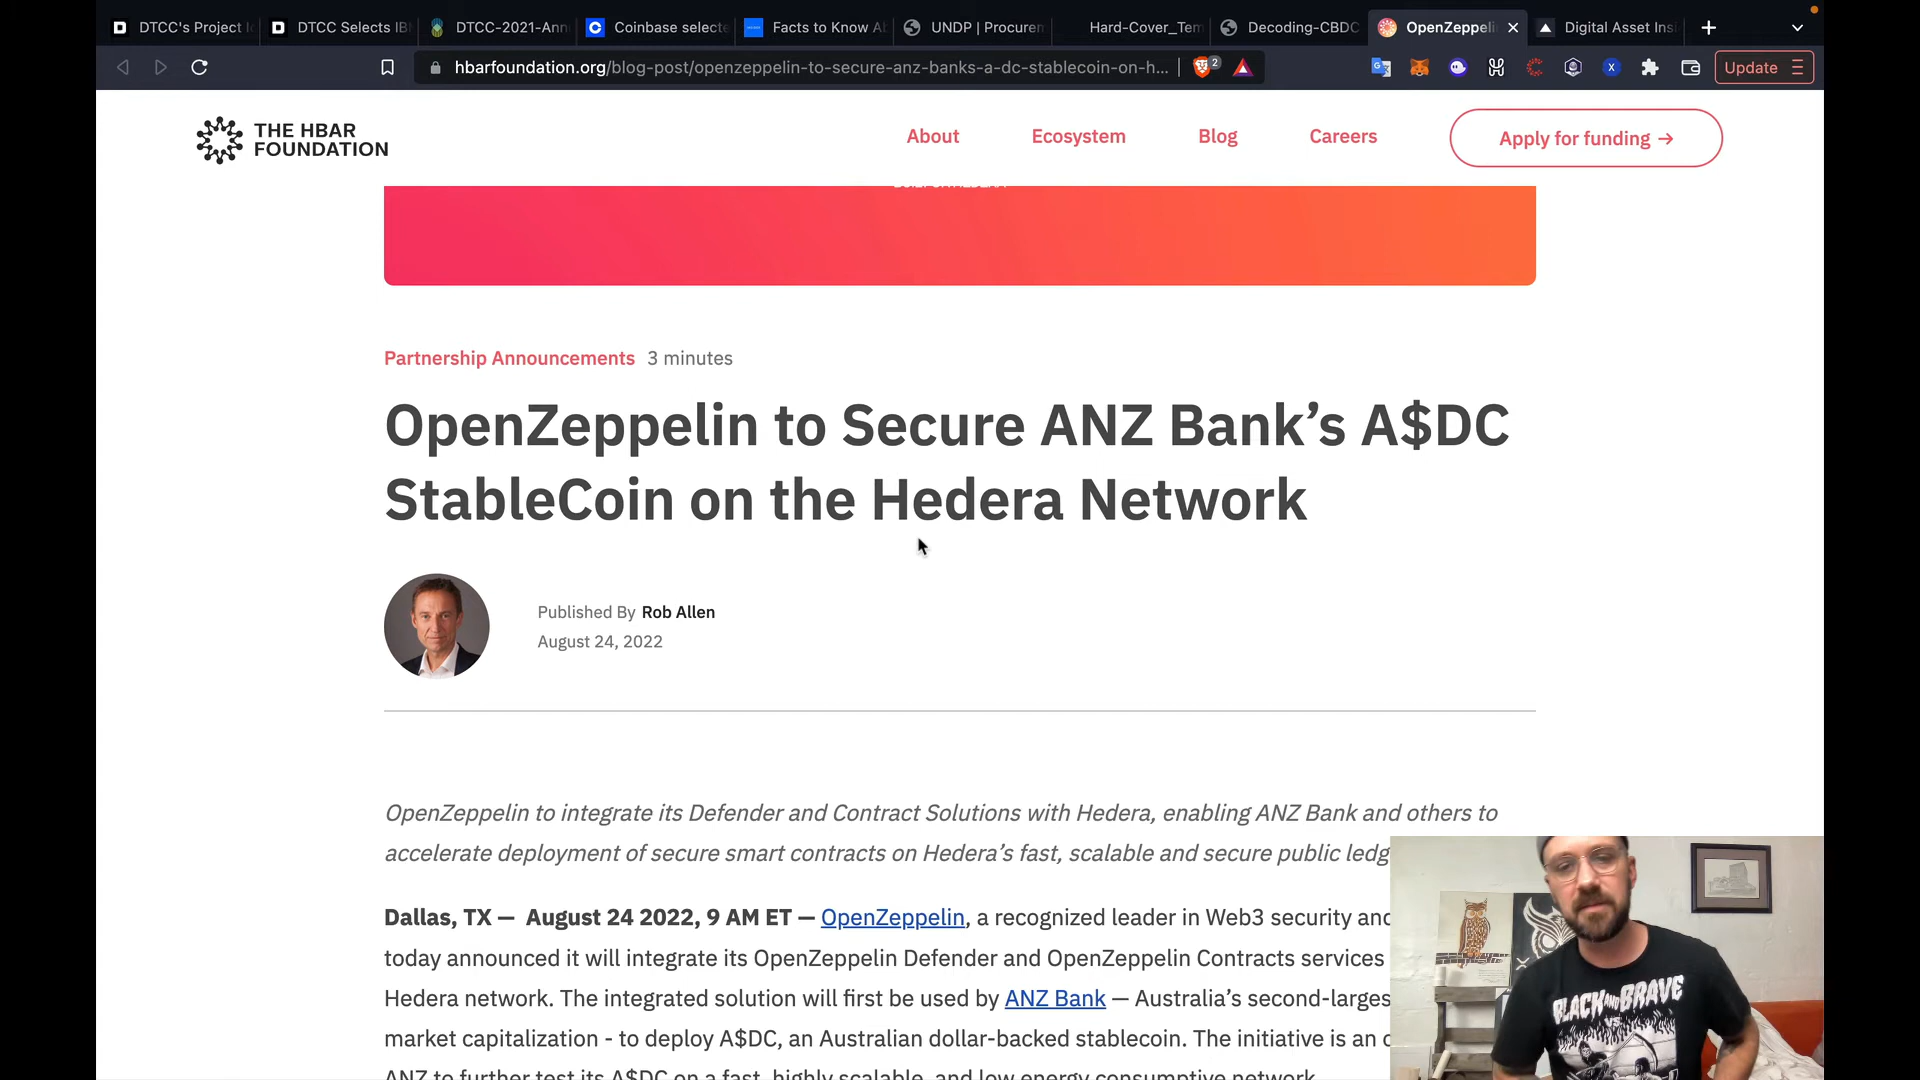 DTCC's Project I
DTCC Selects IB
DTCC-2021-Ann
Coinbase selecte
Facts to Know A
UNDP | Procuren
Hard-Cover_Tem
Decoding-CBDC
OpenZeppeli
Digital Asset Insi
hbarfoundation.org/blog-post/openzeppelin-to-secure-anz-banks-a-dc-stablecoin-on-h...
2
Update
THE HBAR
FOUNDATION
About
Ecosystem
Blog
Careers
Apply for funding →
Partnership Announcements 3 minutes
OpenZeppelin to Secure ANZ Bank’s A$DC
StableCoin on the Hedera Network
Published By Rob Allen
August 24, 2022
OpenZeppelin to integrate its Defender and Contract Solutions with Hedera, enabling ANZ Bank and others to
accelerate deployment of secure smart contracts on Hedera’s fast, scalable and secure public ledg
Dallas, TX — August 24 2022, 9 AM ET — OpenZeppelin, a recognized leader in Web3 security and
today announced it will integrate its OpenZeppelin Defender and OpenZeppelin Contracts services
Hedera network. The integrated solution will first be used by ANZ Bank — Australia’s second-larges
market capitalization - to deploy A$DC, an Australian dollar-backed stablecoin. The initiative is an
ANZ to further test its A$DC on a fast, highly scalable, and low energy consumptive network.
BLACK AND BRAVE
VS